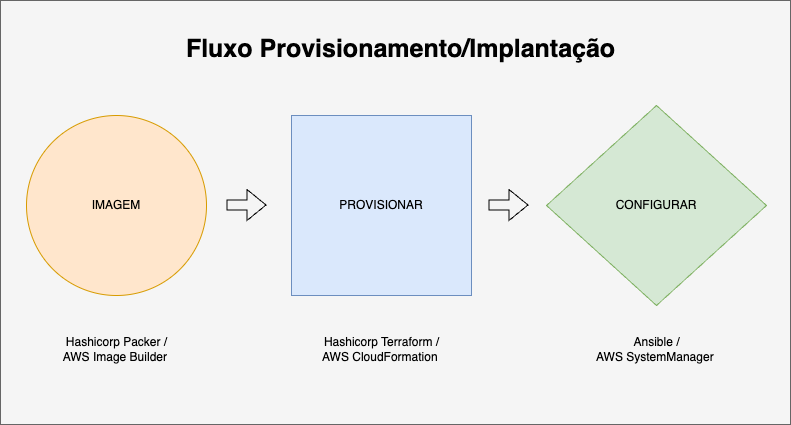 Fluxo Provisionamento/Implantação
IMAGEM
PROVISIONAR
CONFIGURAR
Hashicorp Packer /
AWS Image Builder
Hashicorp Terraform /
AWS CloudFormation
Ansible /
AWS SystemManager